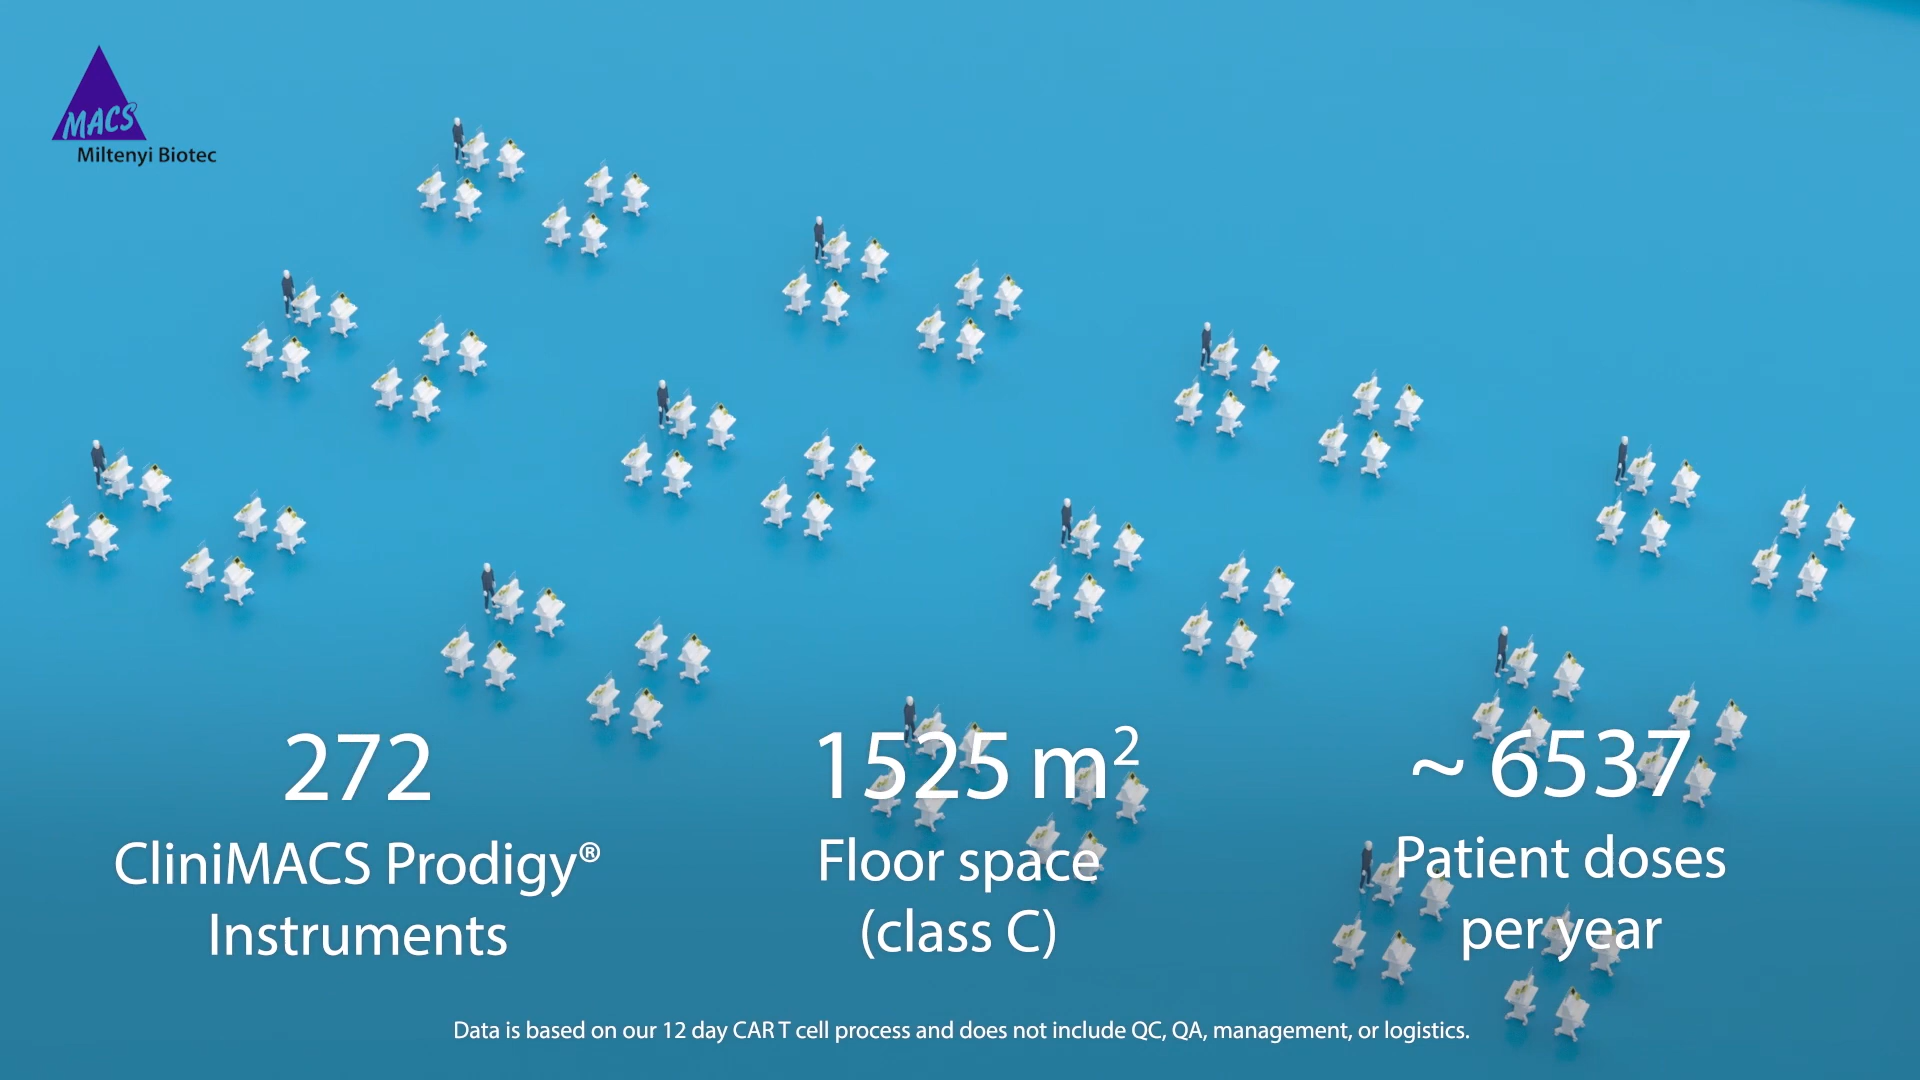 MACS
Miltenyi Biotec
272
CliniMACS Prodigy®
Instruments
1525 m²
Floor space
(class C)
~ 6537
Patient doses
per year
Data is based on our 12 day CAR T cell process and does not include QC, QA, management, or logistics.